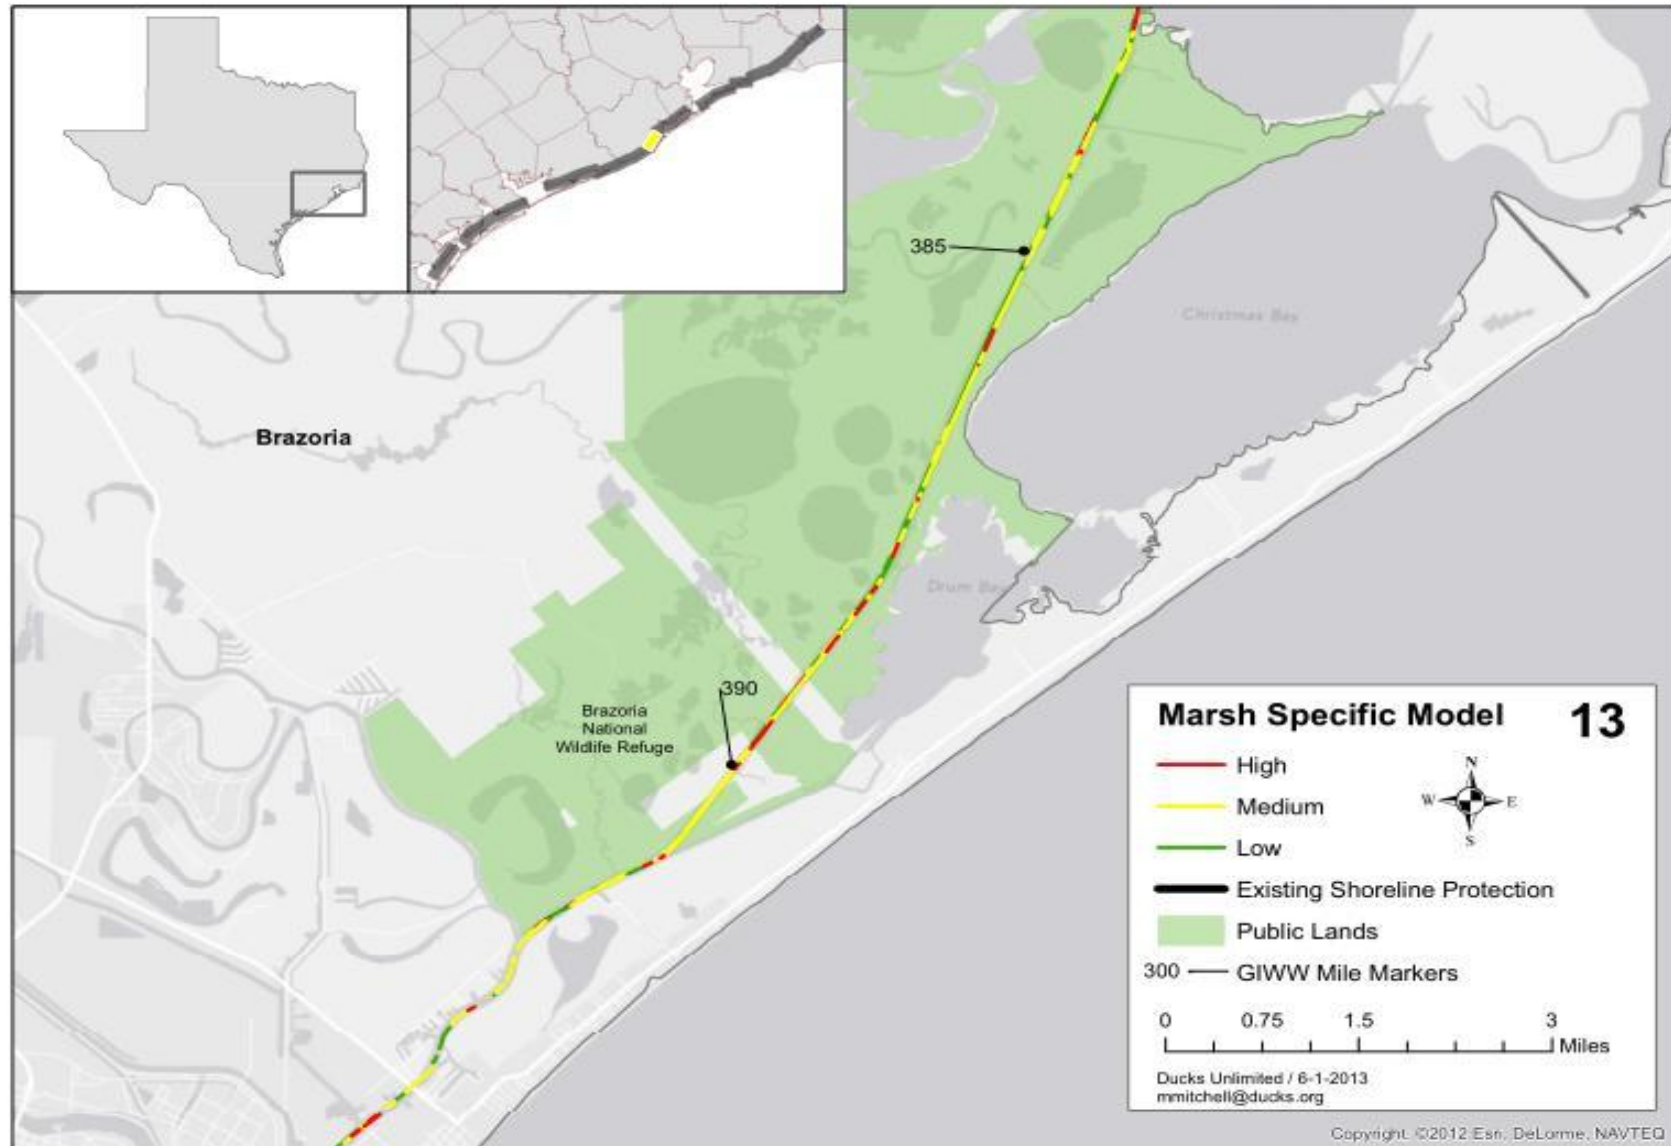 385
Christmas Bay
Brazoria
Drum Bay
390
Brazoria
National
Wildlife Refuge
Marsh Specific Model 13
High
Medium
Low
Existing Shoreline Protection
Public Lands
300 GIWW Mile Markers
N
W E
S
0 0.75 1.5 3
Miles
Ducks Unlimited / 6-1-2013
mmitchell@ducks.org
Copyright: ©2012 Esri, DeLorme, NAVTEQ